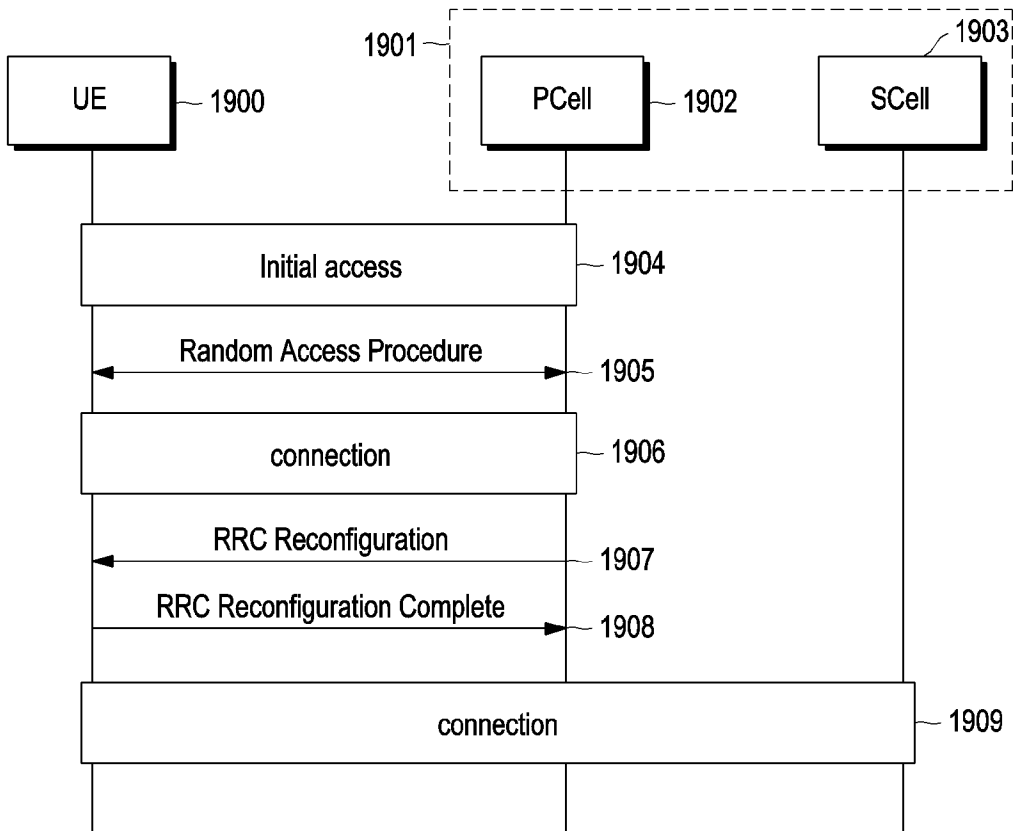 1901
1903
UE
1900
PCell
1902
SCell
Initial access
1904
Random Access Procedure
1905
connection
1906
RRC Reconfiguration
1907
RRC Reconfiguration Complete
1908
connection
1909